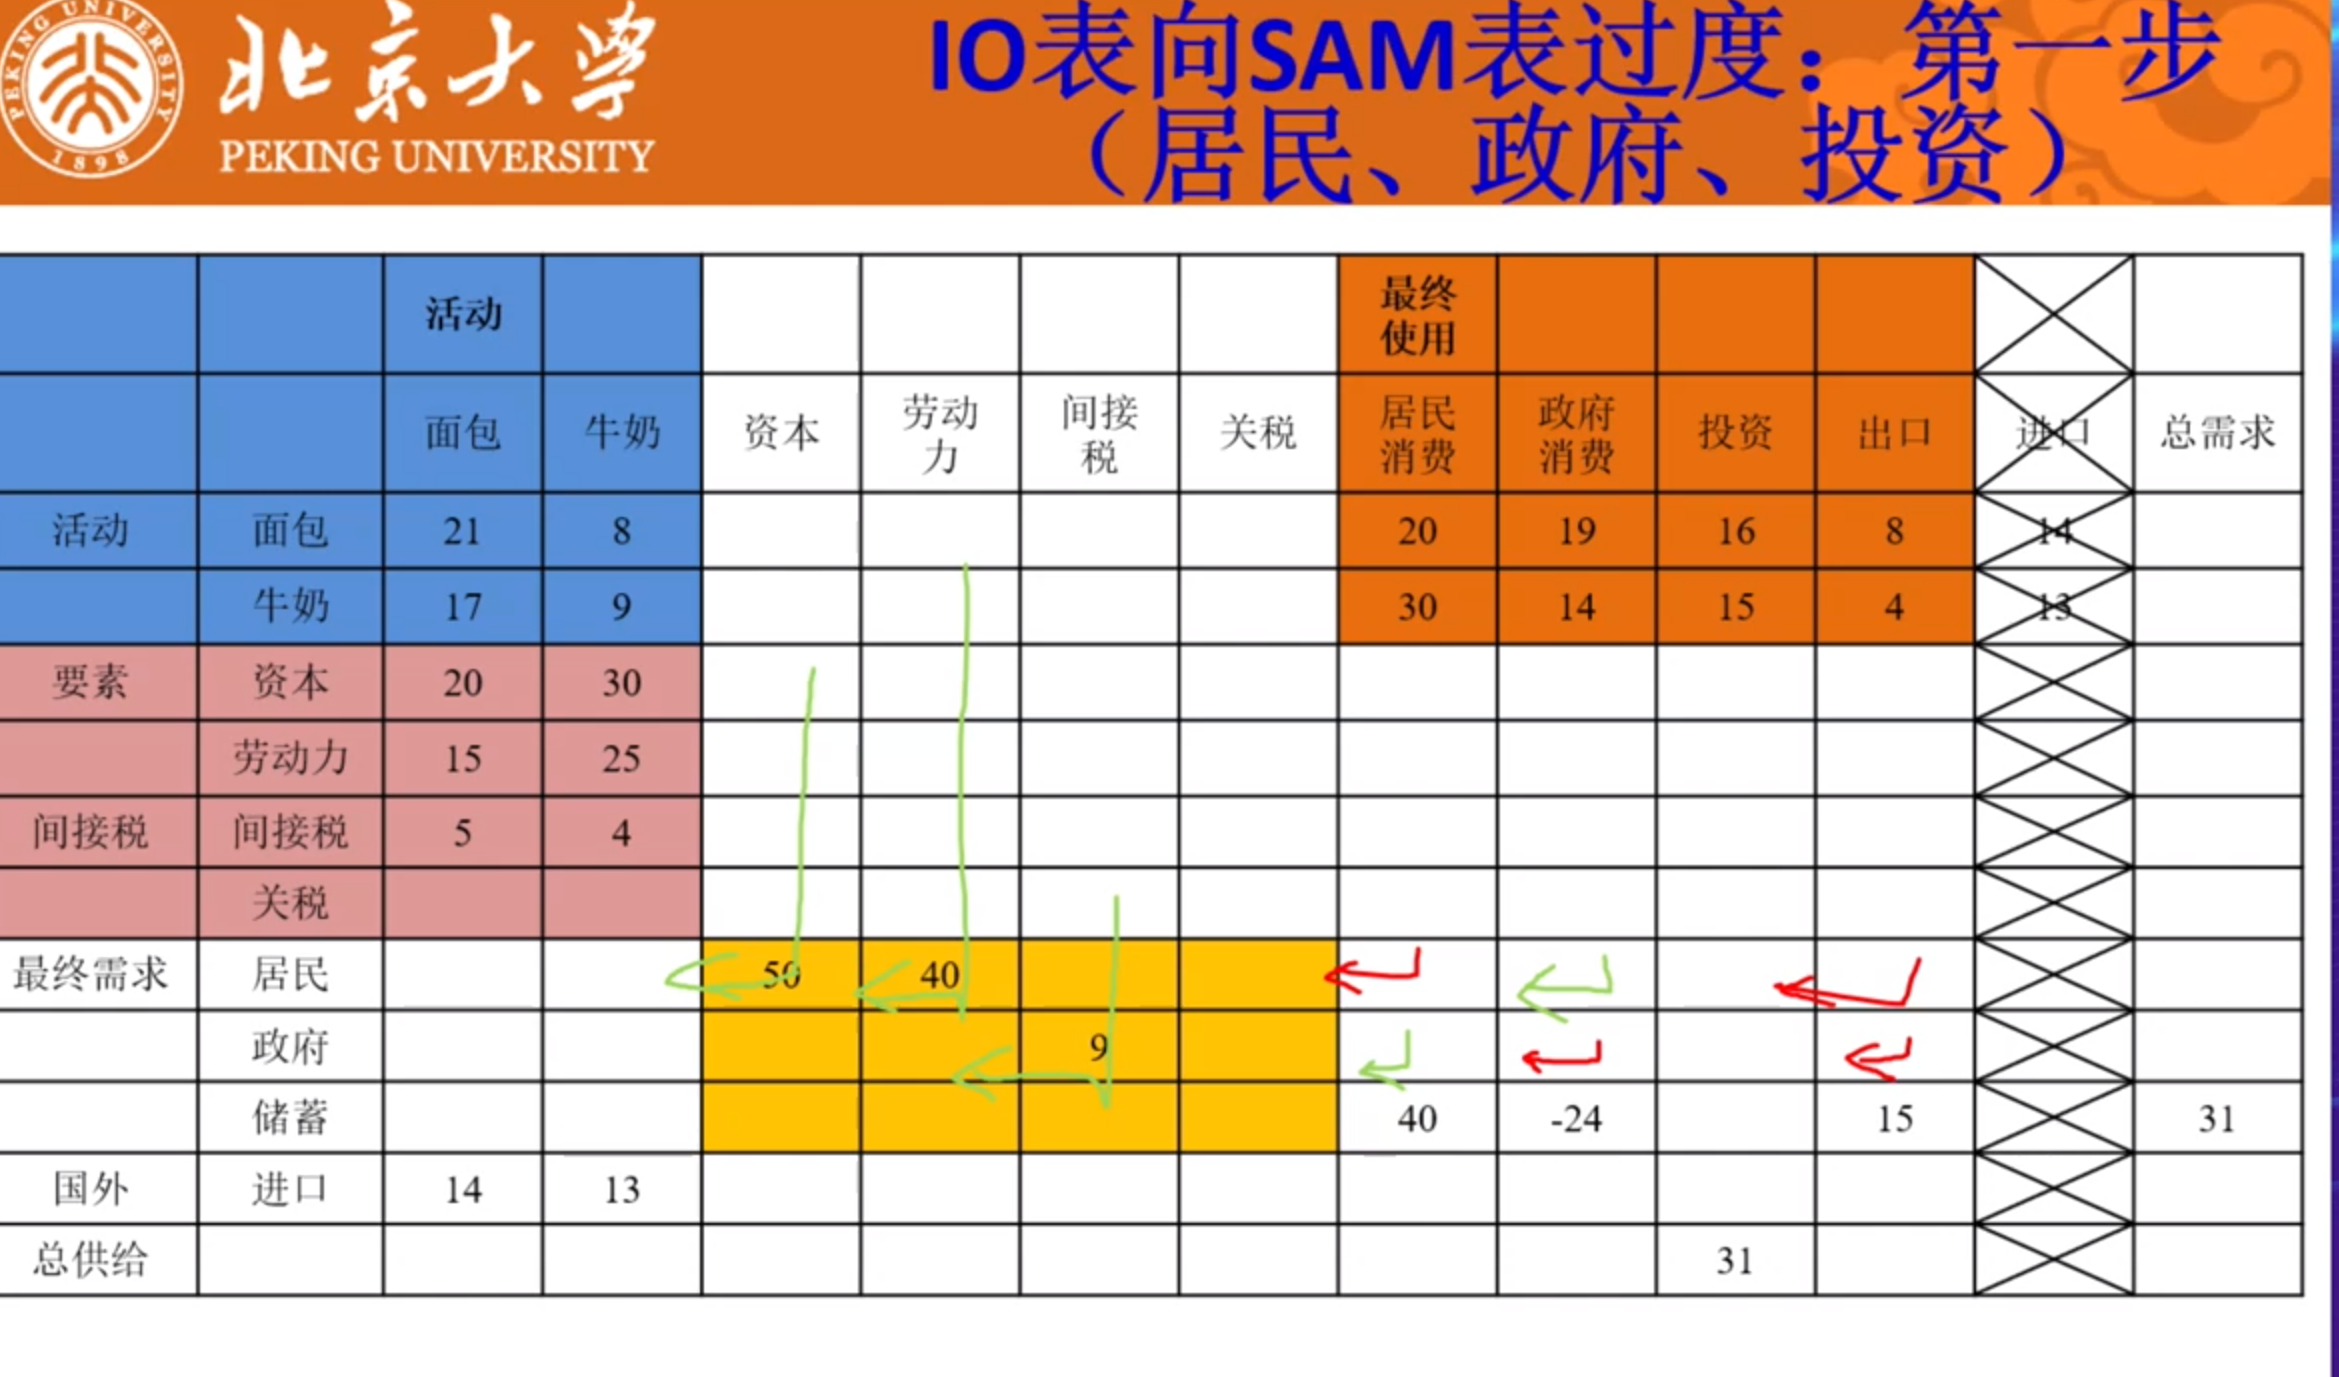 PEKING UNIVERSITY
1898
北京大学
PEKING UNIVERSITY
IO表向SAM表过度：第一步
（居民、政府、投资）
活动 最终使用
面包 牛奶 资本 劳动力 间接税 关税 居民消费 政府消费 投资 出口 进口 总需求
活动 面包 21 8 20 19 16 8 14
牛奶 17 9 30 14 15 4 13
要素 资本 20 30
劳动力 15 25
间接税 间接税 5 4
关税
最终需求 居民 50 40
政府 9
储蓄 40 -24 15 31
国外 进口 14 13
总供给 31